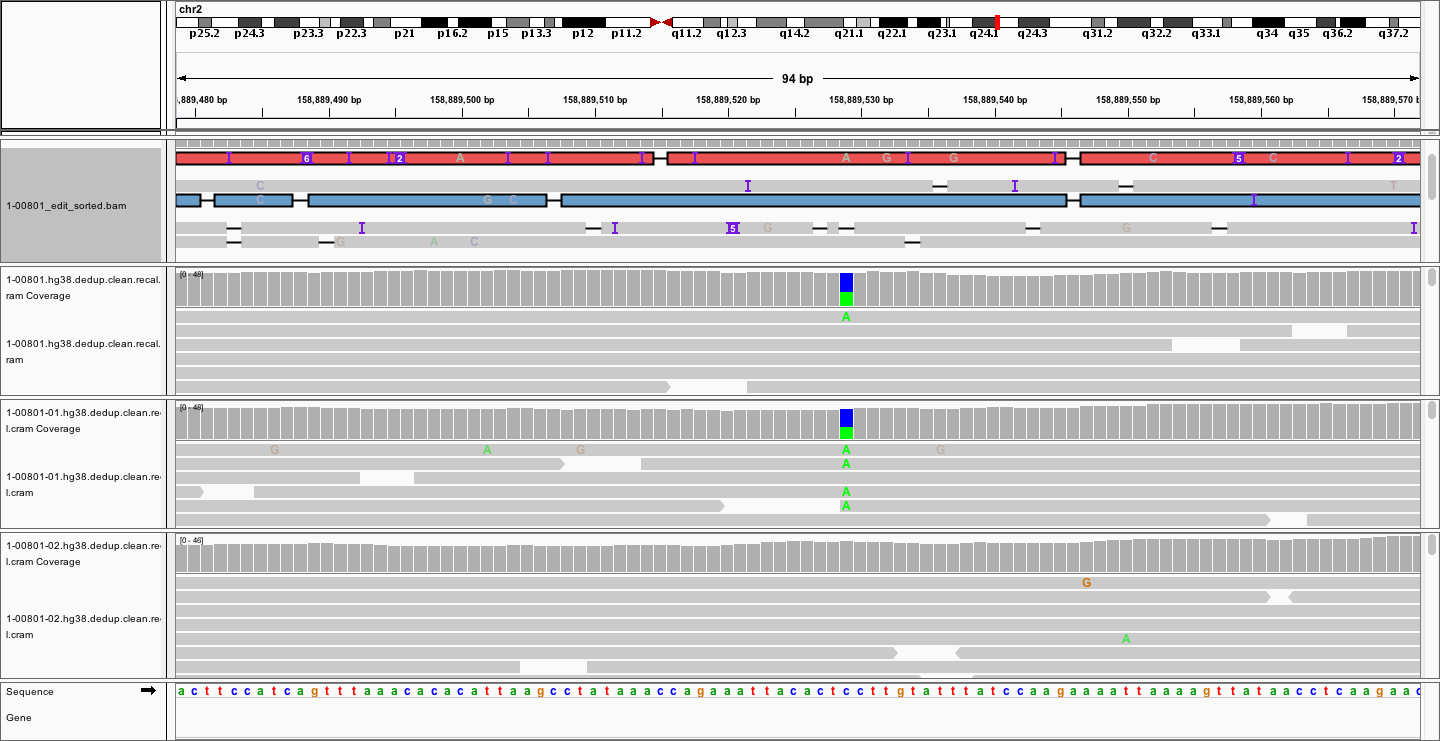 chr2
p25.2 p24.3 p23.3 p22.3 p21 p16.2 p15 p13.3 p12 p11.2 q11.2 q12.3 q14.2 q21.1 q22.1 q23.1 q24.1 q24.3 q31.2 q32.2 q33.1 q34 q35 q36.2 q37.2
94 bp
,889,480 bp 158,889,490 bp 158,889,500 bp 158,889,510 bp 158,889,520 bp 158,889,530 bp 158,889,540 bp 158,889,550 bp 158,889,560 bp 158,889,570 b
6 2 A A G G C 5 C 2
C T
1-00801_edit_sorted.bam
C G C
5 G G
G A C
[0 - 48]
1-00801.hg38.dedup.clean.recal.
ram Coverage
A
1-00801.hg38.dedup.clean.recal.
ram
[0 - 48]
1-00801-01.hg38.dedup.clean.re
l.cram Coverage
G A G A G
A
1-00801-01.hg38.dedup.clean.re
l.cram
A
A
[0 - 46]
1-00801-02.hg38.dedup.clean.re
l.cram Coverage
G
1-00801-02.hg38.dedup.clean.re
l.cram
A
Sequence
a c t t c c a t c a g t t t a a a c a c a c a t t a a g c c t a t a a a c c a g a a a t t a c a c t c c t t g t a t t t a t c c a a g a a a a t t a a a a g t t a t a a c c t c a a g a a c
Gene